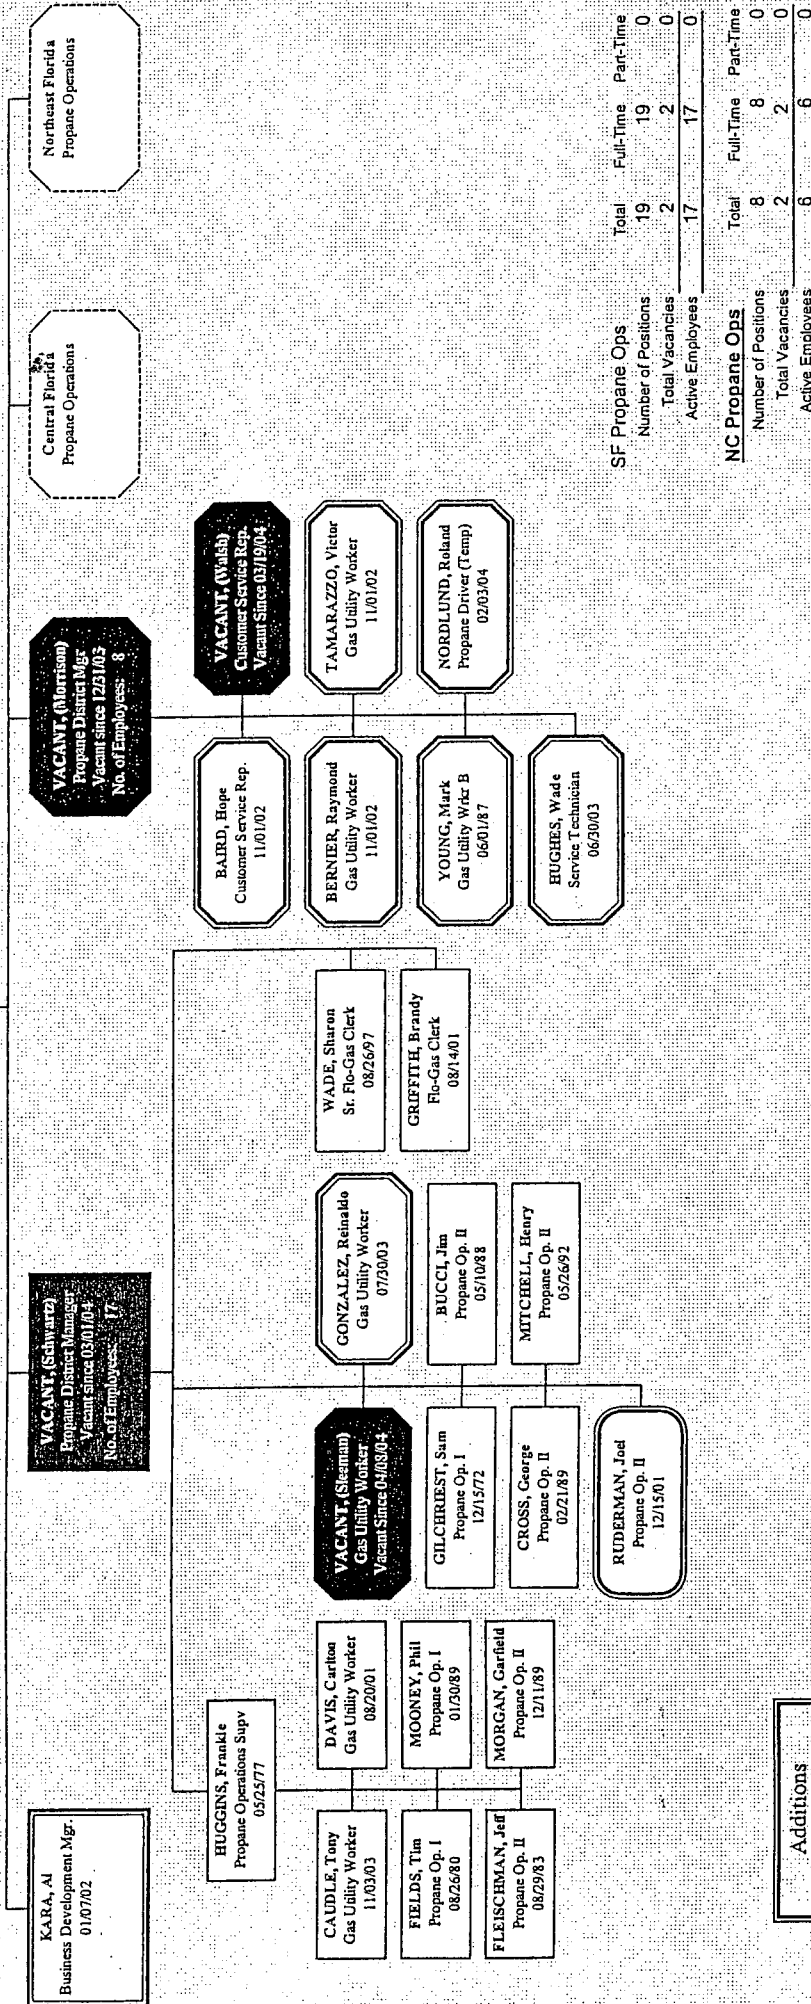 KARA, Al
Business Development Mgr.
01/07/02
VACANT, (Schwartz)
Propane District Manager
Vacant since 03/01/04
No. of Employees: 17
VACANT, (Morrison)
Propane District Mgr.
Vacant since 12/31/03
No. of Employees: 8
Central Florida
Propane Operations
Northeast Florida
Propane Operations
HUGGINS, Frankie
Propane Operations Supv
05/25/77
CAUDLE, Tony
Gas Utility Worker
11/03/03
DAVIS, Carlton
Gas Utility Worker
08/20/01
FIELDS, Tim
Propane Op. I
08/26/80
MOONEY, Phil
Propane Op. I
01/30/89
FLEISCHMAN, Jeff
Propane Op. II
08/29/83
MORGAN, Garfield
Propane Op. II
12/11/89
VACANT, (Sleaman)
Gas Utility Worker
Vacant Since 04/08/04
GONZALEZ, Reinaldo
Gas Utility Worker
07/30/03
GILCHRIEST, Sam
Propane Op. I
12/15/72
BUCCI, Jim
Propane Op. II
05/10/88
CROSS, George
Propane Op. II
02/21/89
MITCHELL, Henry
Propane Op. II
05/26/92
RUDERMAN, Joel
Propane Op. II
12/15/01
WADE, Sharon
Sr. Flo-Gas Clerk
08/26/97
GRIFFITH, Brandy
Flo-Gas Clerk
08/14/01
BAIRD, Hope
Customer Service Rep.
11/01/02
VACANT, (Walsh)
Customer Service Rep.
Vacant Since 03/19/04
BERNIER, Raymond
Gas Utility Worker
11/01/02
TAMARAZZO, Victor
Gas Utility Worker
11/01/02
YOUNG, Mark
Gas Utility Wrkr B
06/01/87
NORDLUND, Roland
Propane Driver (Temp)
02/03/04
HUGHES, Wade
Service Technician
06/30/03
SF Propane Ops Total Full-Time Part-Time
Number of Positions 19 19 0
Total Vacancies 2 2 0
Active Employees 17 17 0
NC Propane Ops Total Full-Time Part-Time
Number of Positions 8 8 0
Total Vacancies 2 2 0
Active Employees 6 6 0
Additions